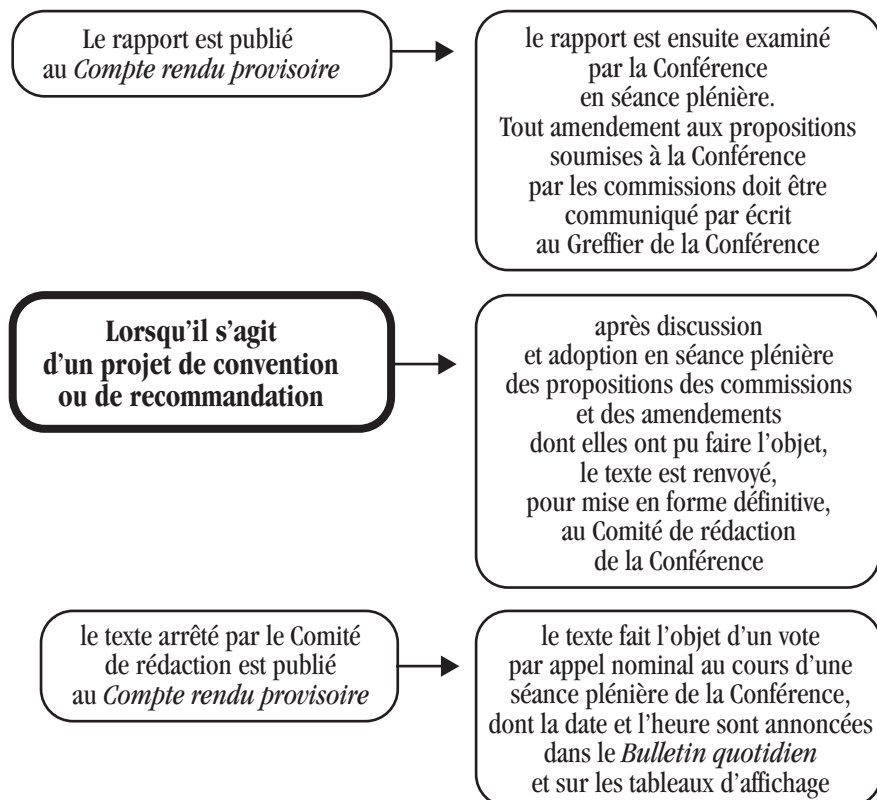 Le rapport est publié
au Compte rendu provisoire
le rapport est ensuite examiné
par la Conférence
en séance plénière.
Tout amendement aux propositions
soumises à la Conférence
par les commissions doit être
communiqué par écrit
au Greffier de la Conférence
Lorsqu'il s'agit
d'un projet de convention
ou de recommandation
après discussion
et adoption en séance plénière
des propositions des commissions
et des amendements
dont elles ont pu faire l'objet,
le texte est renvoyé,
pour mise en forme définitive,
au Comité de rédaction
de la Conférence
le texte arrêté par le Comité
de rédaction est publié
au Compte rendu provisoire
le texte fait l'objet d'un vote
par appel nominal au cours d'une
séance plénière de la Conférence,
dont la date et l'heure sont annoncées
dans le Bulletin quotidien
et sur les tableaux d'affichage